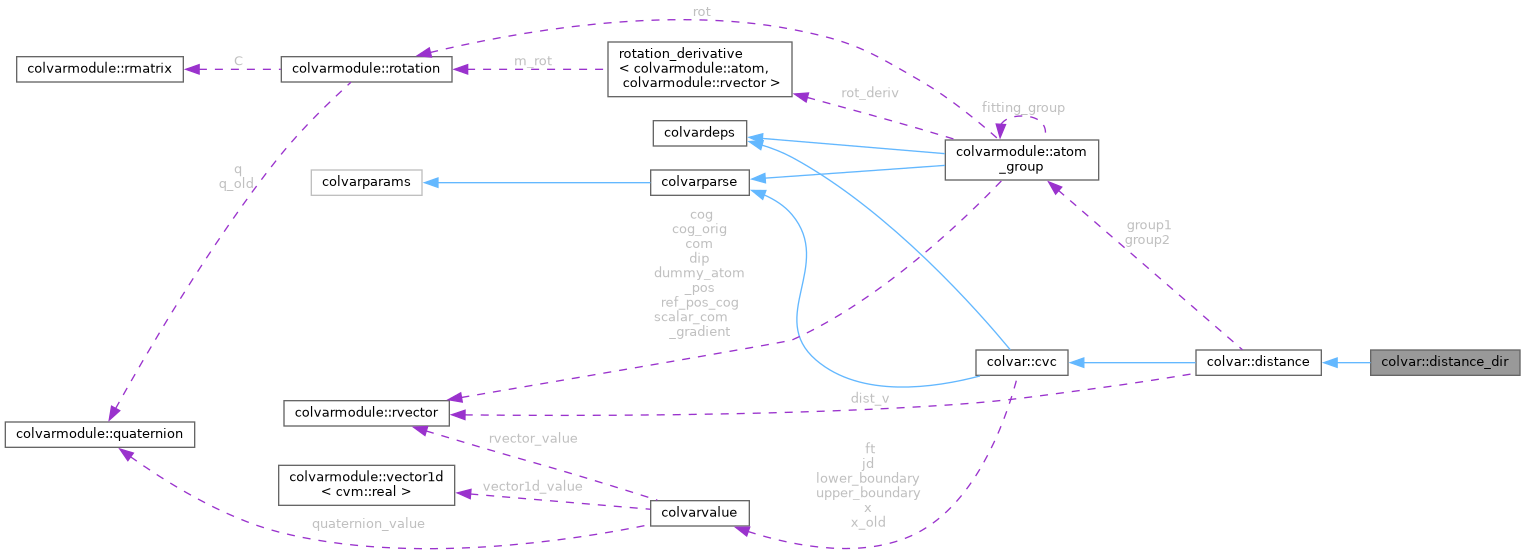 rot
colvarmodule::rmatrix
C
colvarmodule::rotation
m_rot
rotation_derivative
< colvarmodule::atom,
colvarmodule::rvector >
rot_deriv
fitting_group
colvardeps
colvarmodule::atom
_group
colvarparams
colvarparse
q
q_old
group1
group2
cog
cog_orig
com
dip
dummy_atom
_pos
ref_pos_cog
scalar_com
_gradient
colvar::cvc
colvar::distance
colvar::distance_dir
dist_v
colvarmodule::rvector
colvarmodule::quaternion
rvector_value
colvarmodule::vector1d
< cvm::real >
vector1d_value
colvarvalue
quaternion_value
ft
jd
lower_boundary
upper_boundary
x
x_old